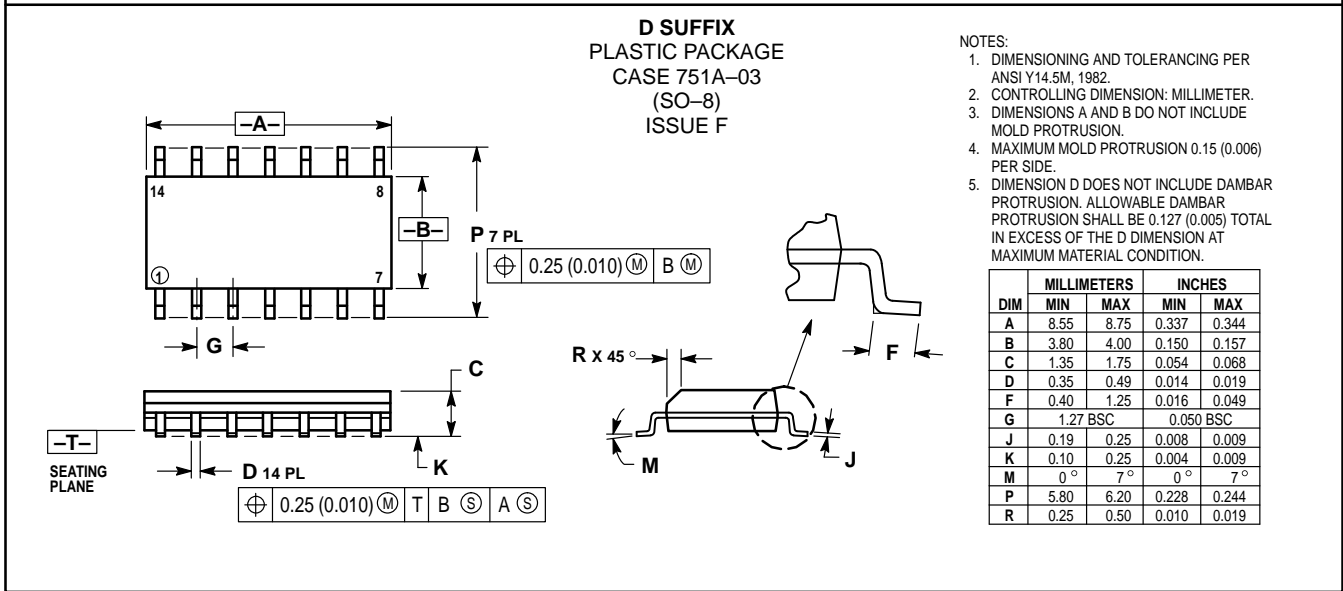 D SUFFIX
PLASTIC PACKAGE
CASE 751A–03
(SO–8)
ISSUE F
NOTES:
1. DIMENSIONING AND TOLERANCING PER
ANSI Y14.5M, 1982.
2. CONTROLLING DIMENSION: MILLIMETER.
3. DIMENSIONS A AND B DO NOT INCLUDE
MOLD PROTRUSION.
4. MAXIMUM MOLD PROTRUSION 0.15 (0.006)
PER SIDE.
5. DIMENSION D DOES NOT INCLUDE DAMBAR
PROTRUSION. ALLOWABLE DAMBAR
PROTRUSION SHALL BE 0.127 (0.005) TOTAL
IN EXCESS OF THE D DIMENSION AT
MAXIMUM MATERIAL CONDITION.
–A–
14 8
–B–
P 7 PL
⌖ 0.25 (0.010) Ⓜ B Ⓜ
① 7
G
C
R X 45°
F
–T–
SEATING
PLANE
D 14 PL
K
M
J
⌖ 0.25 (0.010) Ⓜ T B Ⓢ A Ⓢ
MILLIMETERS INCHES
DIM MIN MAX MIN MAX
A 8.55 8.75 0.337 0.344
B 3.80 4.00 0.150 0.157
C 1.35 1.75 0.054 0.068
D 0.35 0.49 0.014 0.019
F 0.40 1.25 0.016 0.049
G 1.27 BSC 0.050 BSC
J 0.19 0.25 0.008 0.009
K 0.10 0.25 0.004 0.009
M 0° 7° 0° 7°
P 5.80 6.20 0.228 0.244
R 0.25 0.50 0.010 0.019